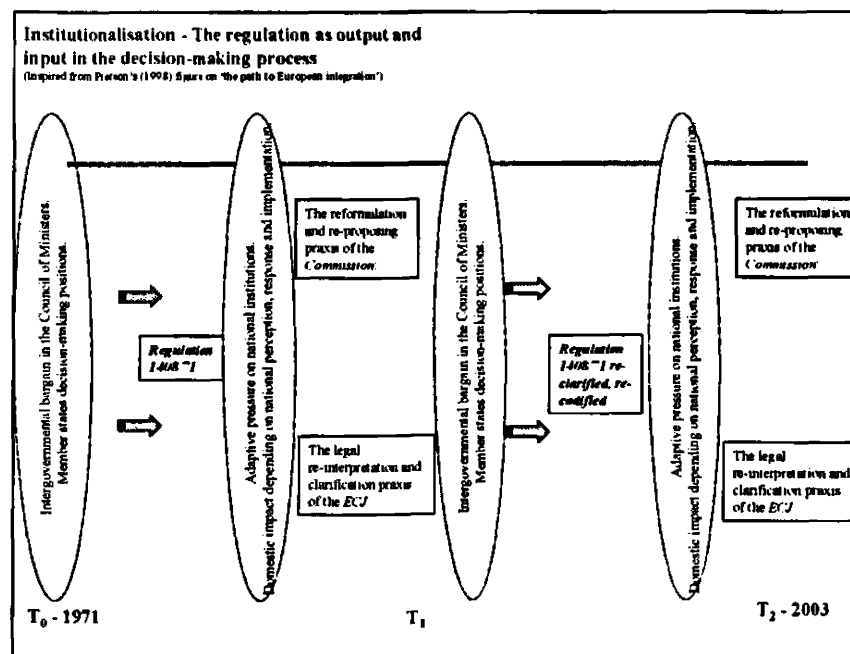 Institutionalisation - The regulation as output and
input in the decision-making process
(Inspired from Pierson's (1998) figure on 'the path to European integration')
Intergovernmental bargain in the Council of Ministers.
Member states decision-making positions.
Regulation
1408/71
Adaptive pressure on national institutions.
Domestic impact depending on national perception, response and implementation.
The reformulation
and re-proposing
praxis of the
Commission
The legal
re-interpretation and
clarification praxis
of the ECJ
Intergovernmental bargain in the Council of Ministers.
Member states decision-making positions.
Regulation
1408/71 re-
clarified, re-
codified
Adaptive pressure on national institutions.
Domestic impact depending on national perception, response and implementation.
The reformulation
and re-proposing
praxis of the
Commission
The legal
re-interpretation and
clarification praxis
of the ECJ
T0 - 1971
T1
T2 - 2003